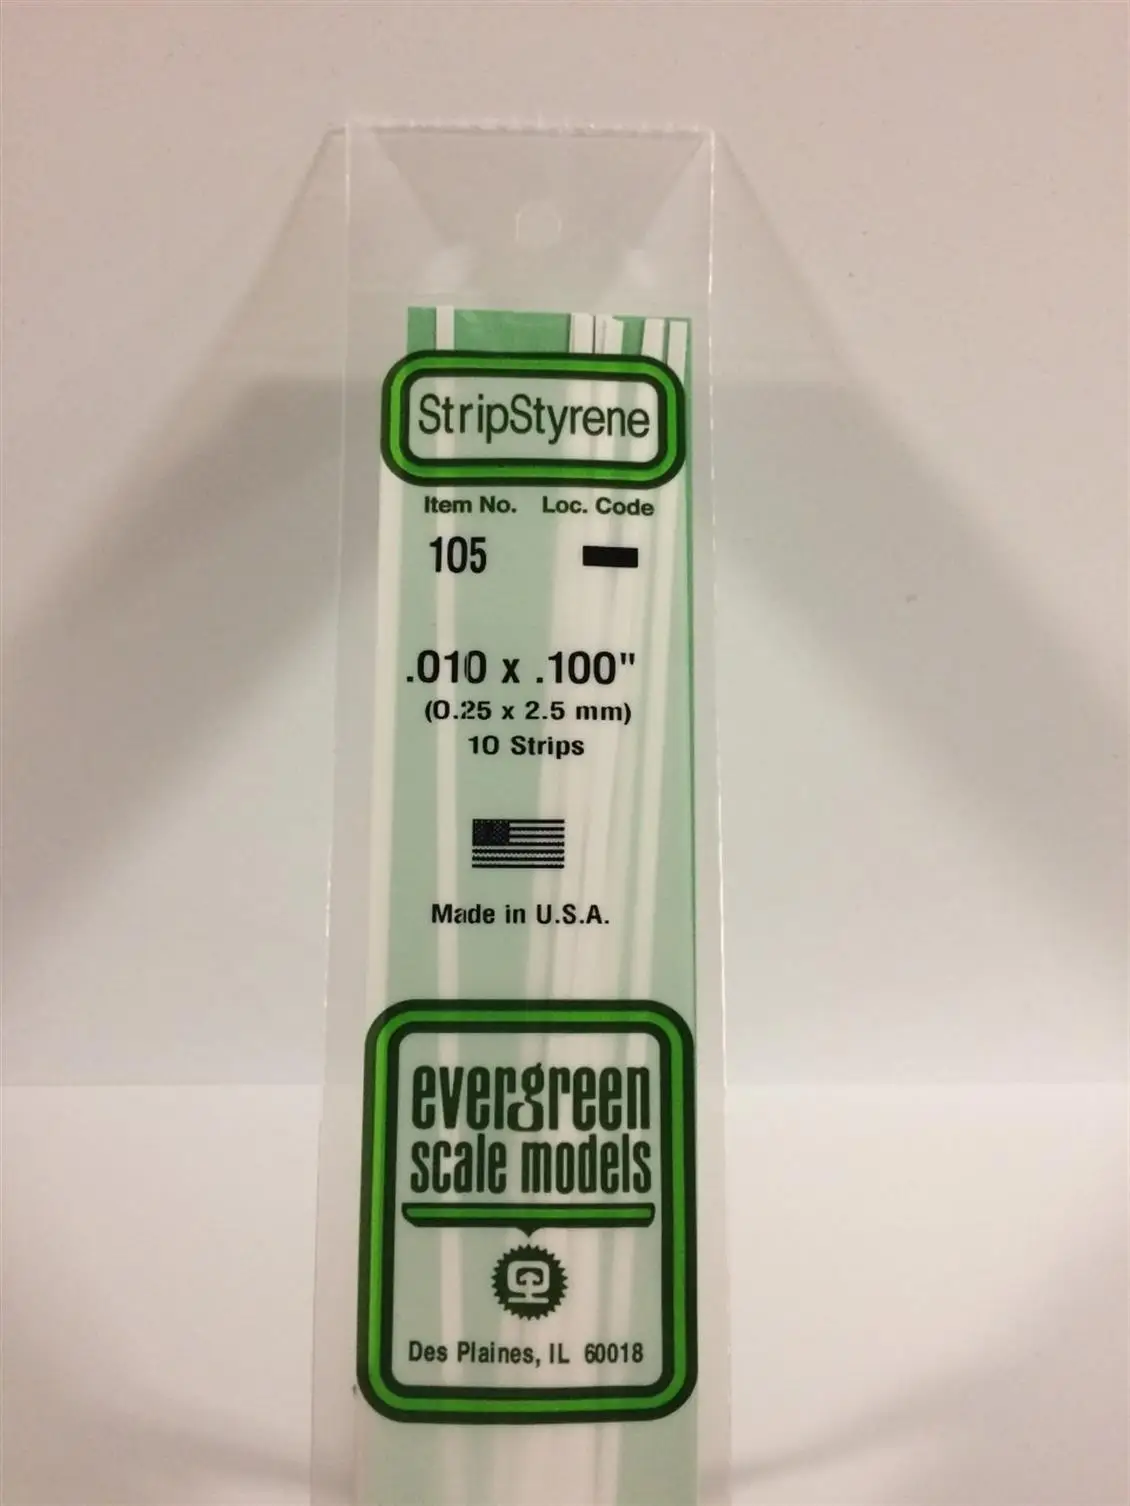 StripStyrene
Item No. Loc. Code
105
.010 x .100"
(0.25 x 2.5 mm)
10 Strips
Made in U.S.A.
evergreen
scale models
Des Plaines, IL 60018